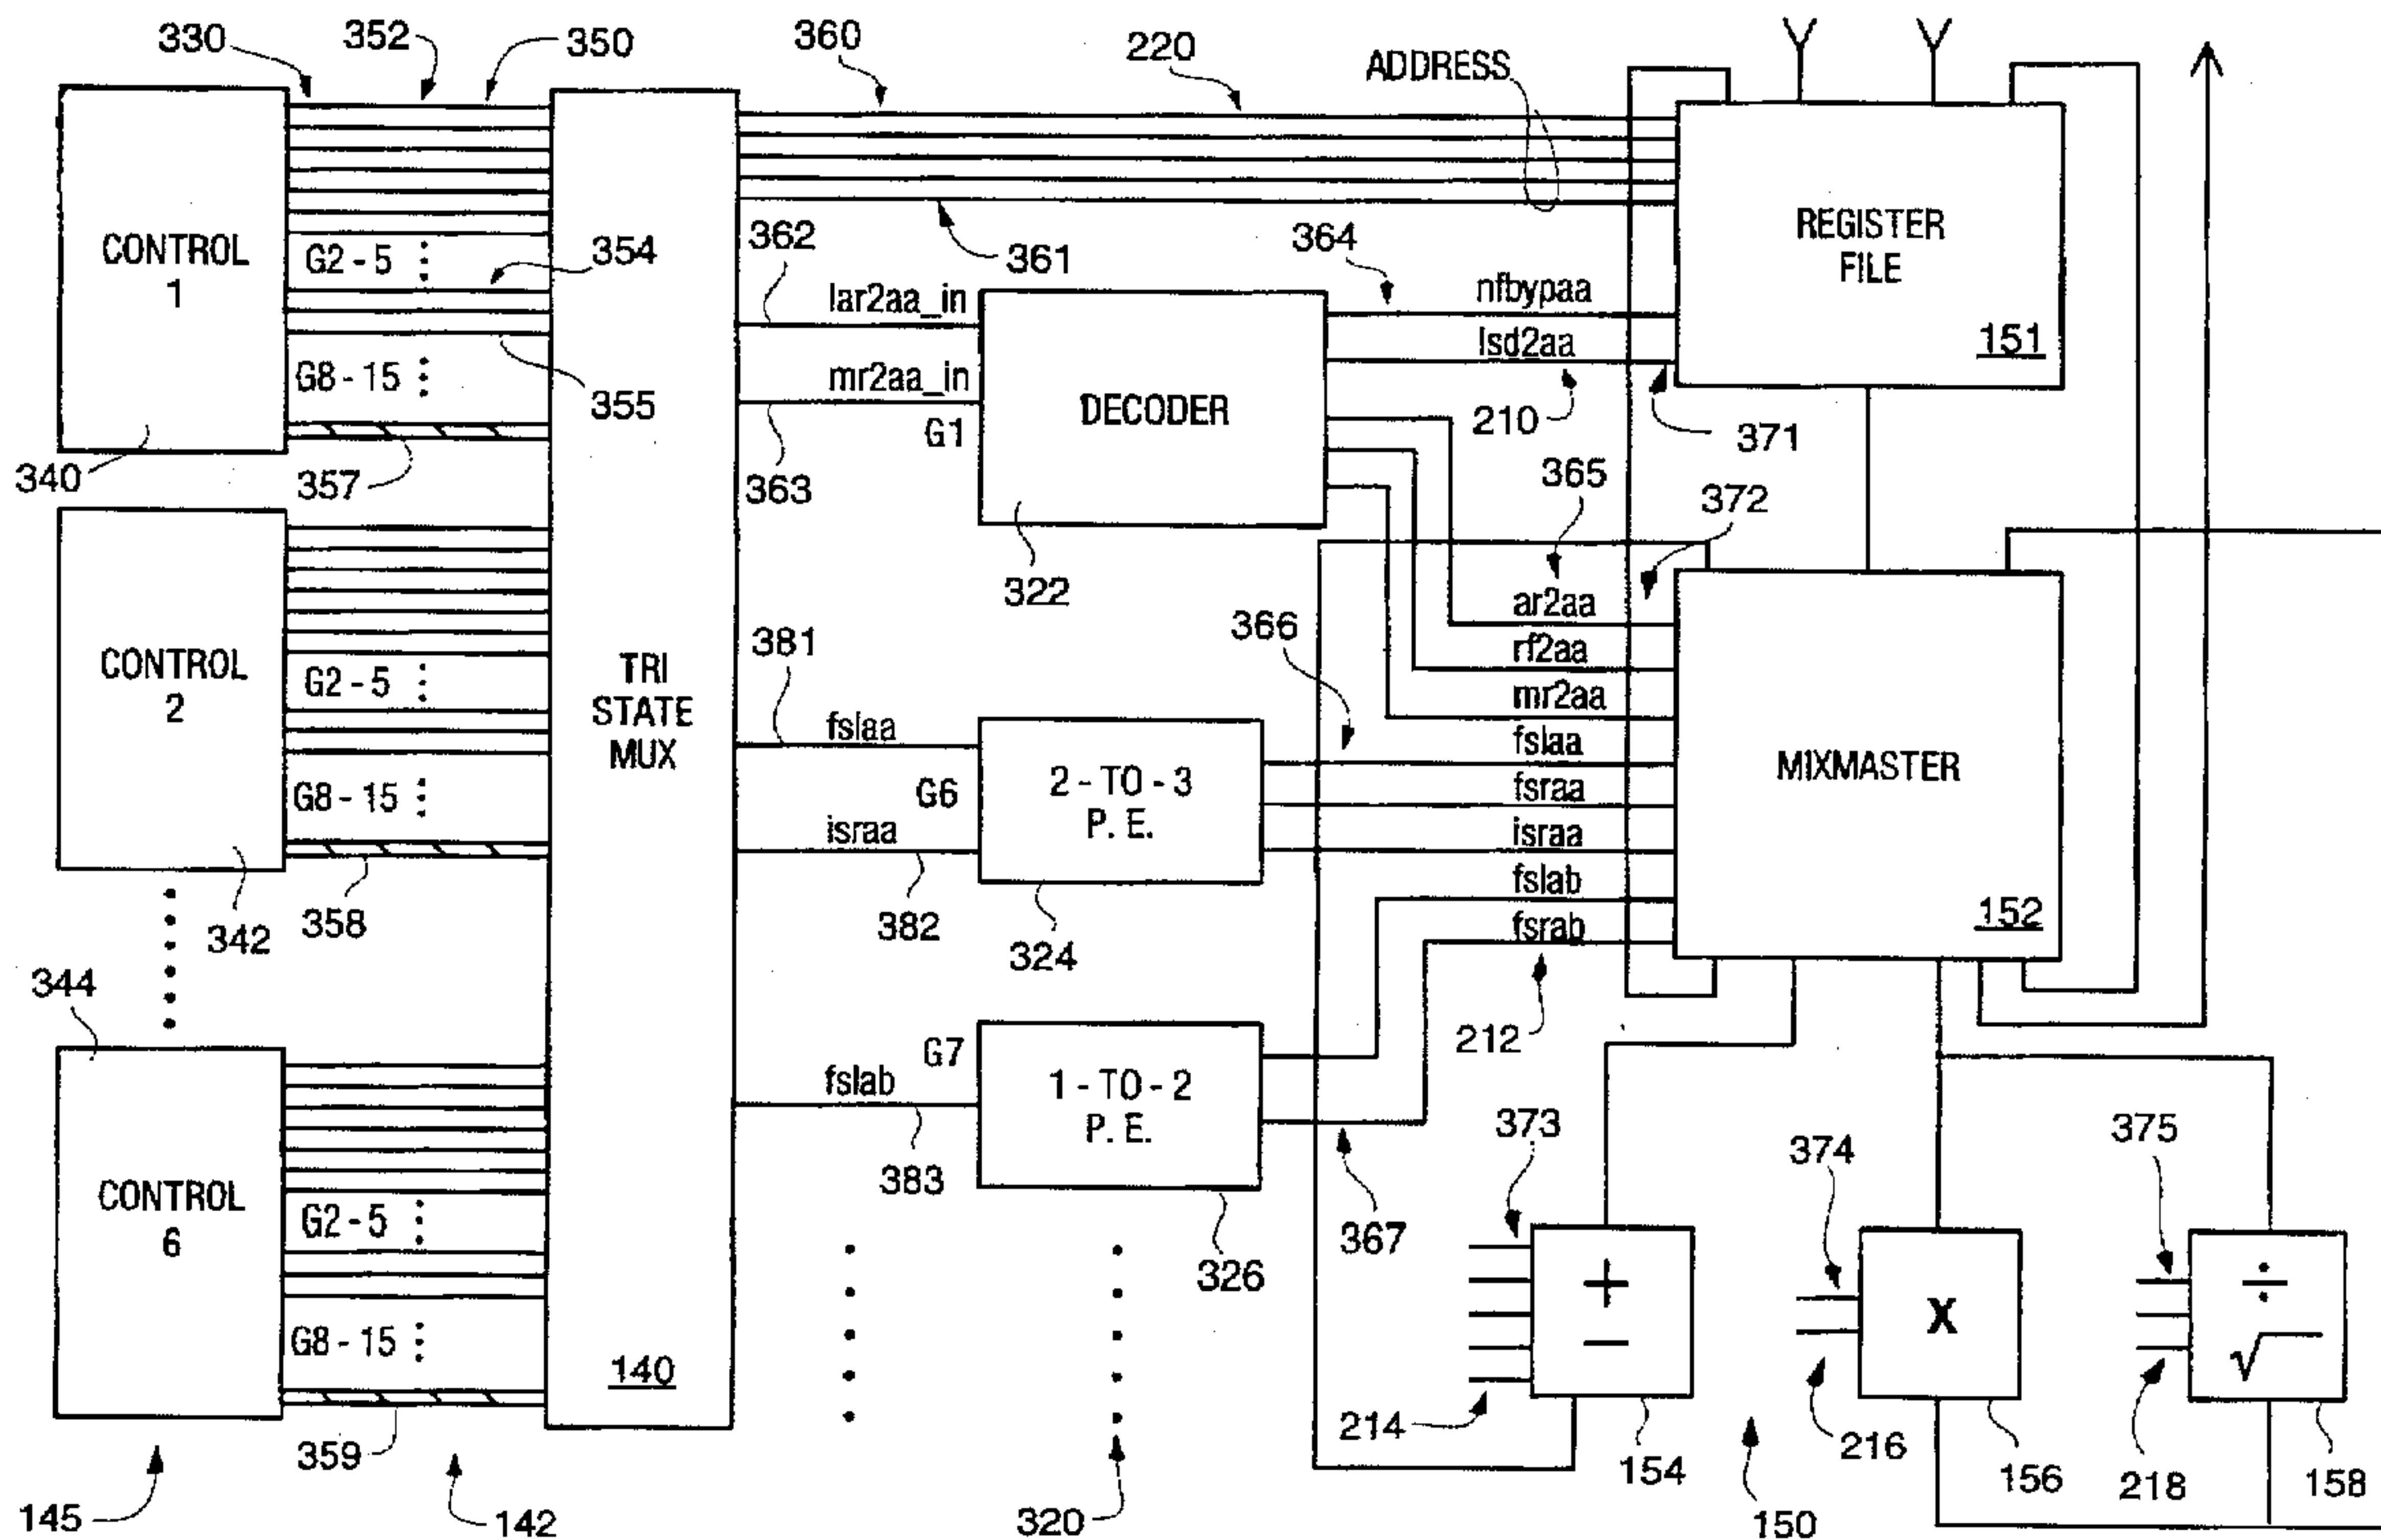 330
352
350
360
220
ADDRESS
CONTROL
1
G2 - 5
354
G8 - 15
355
340
357
362
lar2aa_in
361
mr2aa_in
G1
363
DECODER
322
364
nfbypaa
lsd2aa
210
371
REGISTER
FILE
151
365
372
CONTROL
2
G2 - 5
G8 - 15
342
358
TRI
STATE
MUX
140
381
fslaa
G6
israa
382
2 - TO - 3
P. E.
324
366
ar2aa
rf2aa
mr2aa
fslaa
fsraa
israa
fslab
fsrab
212
MIXMASTER
152
344
CONTROL
6
G2 - 5
G8 - 15
359
145
142
G7
fslab
383
1 - TO - 2
P. E.
326
367
320
373
+
−
214
154
374
X
216
156
150
375
÷
√
218
158